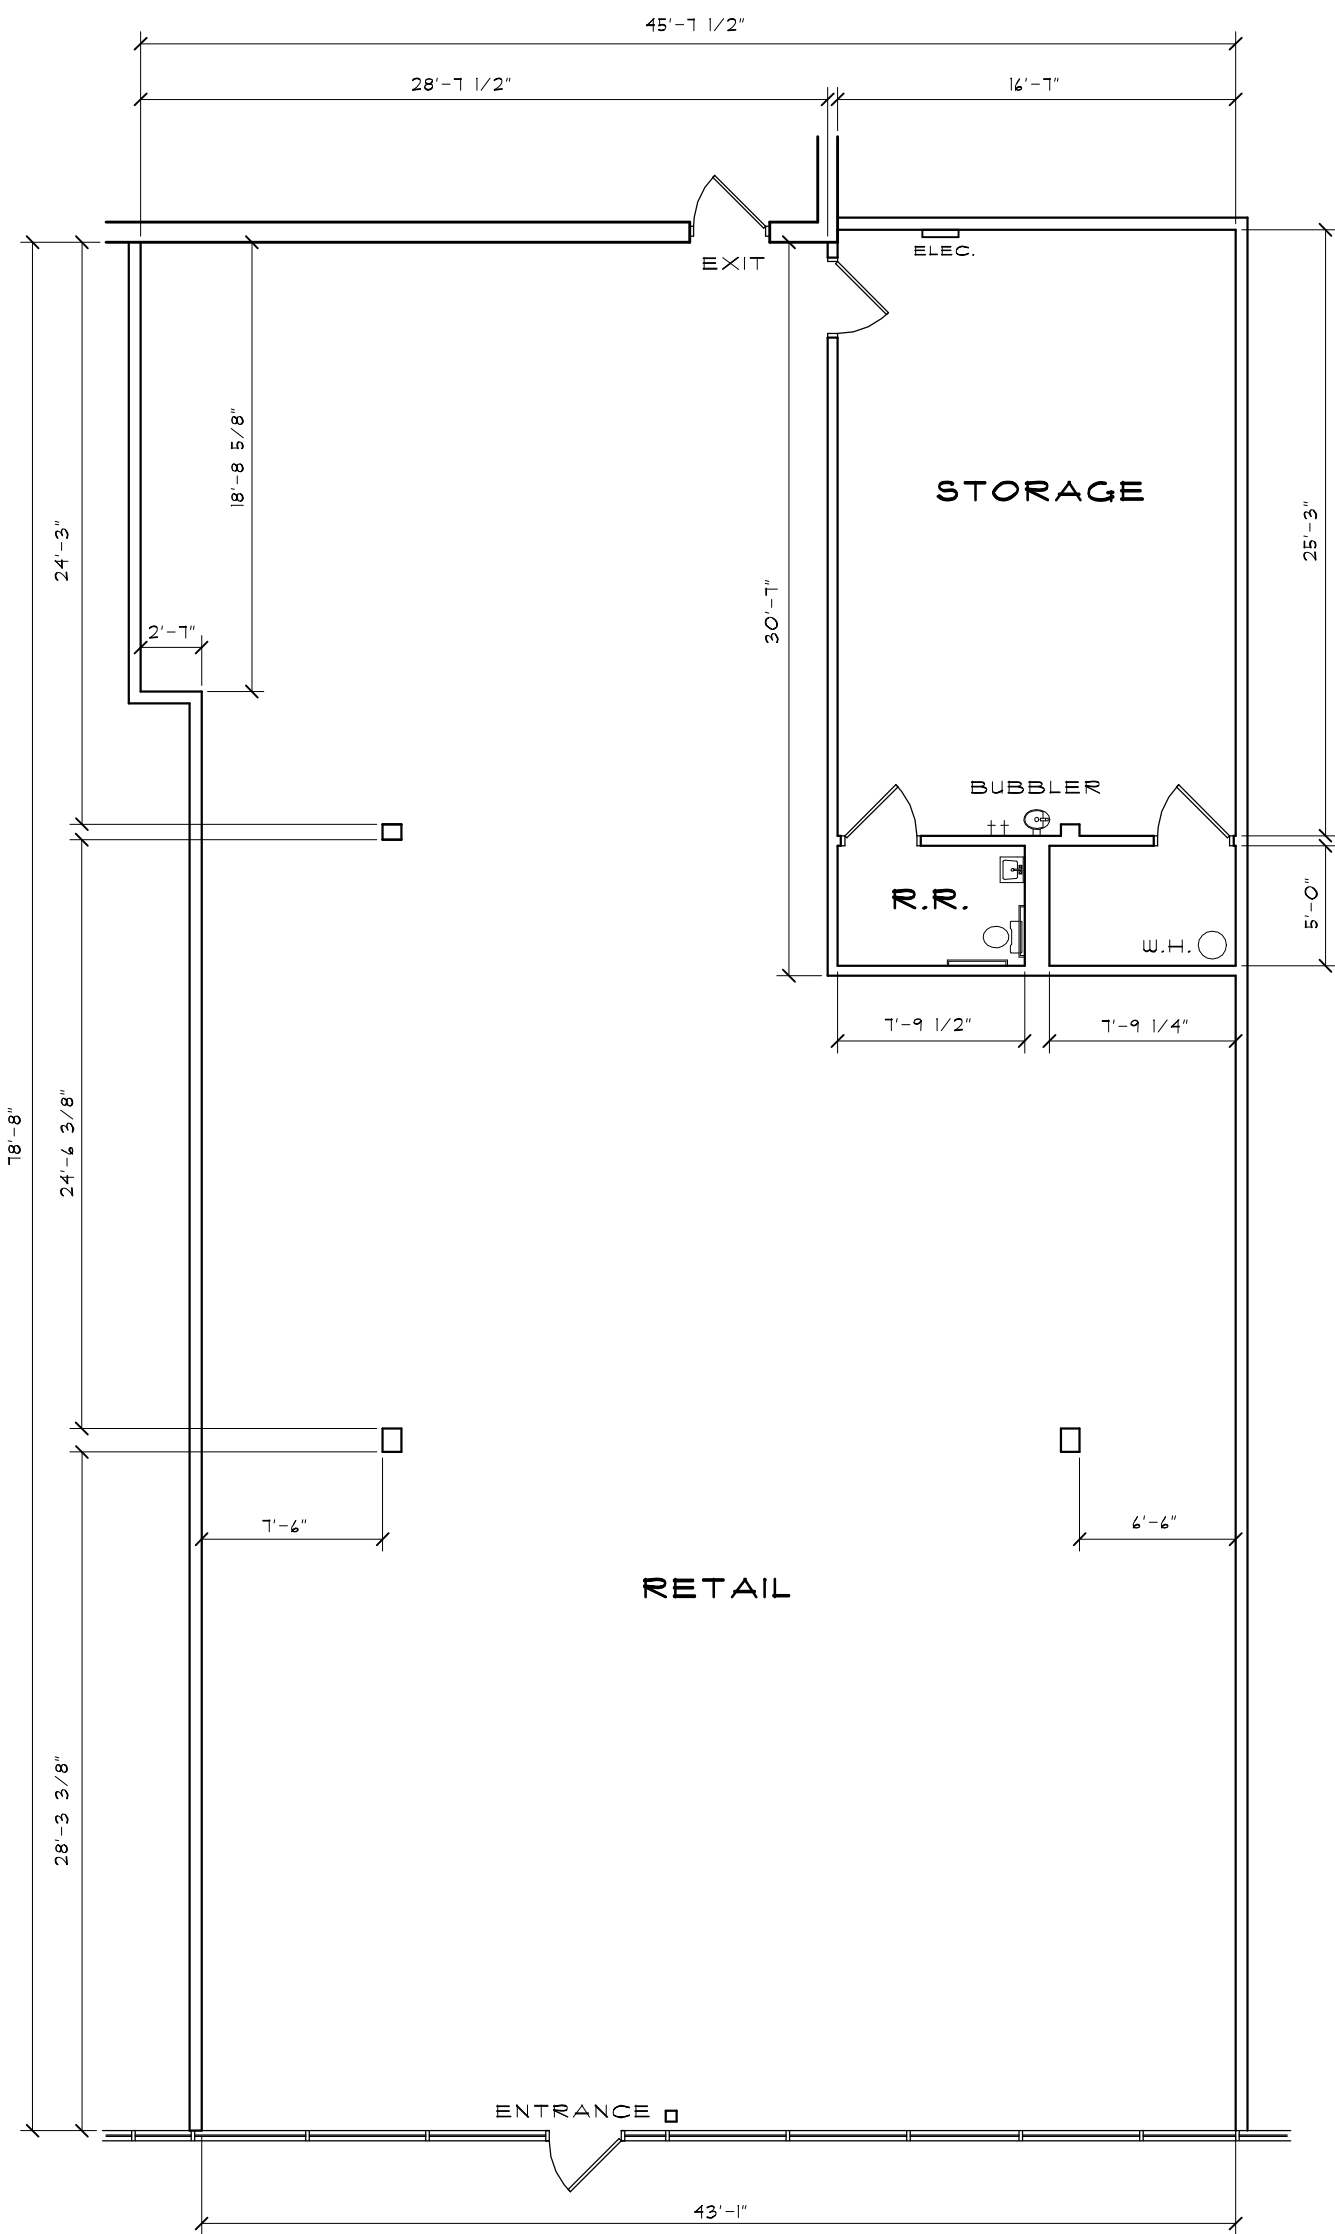 45'-7 1/2"
28'-7 1/2"
16'-7"
EXIT
ELEC.
18'-8 5/8"
STORAGE
24'-3"
25'-3"
30'-7"
2'-7"
BUBBLER
R.R.
5'-0"
W.H.
7'-9 1/2"
7'-9 1/4"
24'-6 3/8"
78'-8"
7'-6"
6'-6"
RETAIL
28'-3 3/8"
ENTRANCE
43'-1"